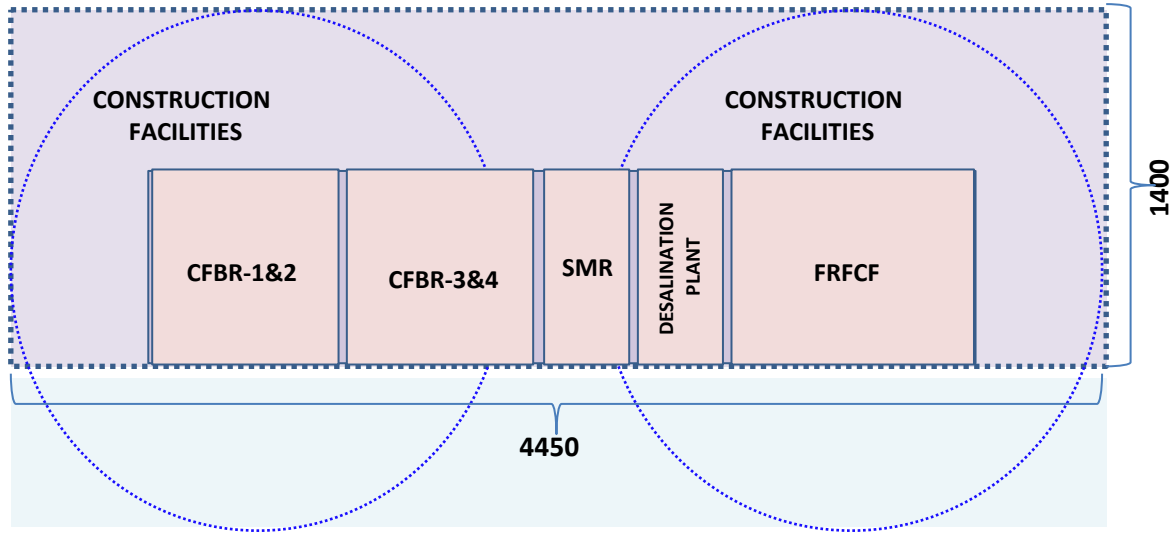 CONSTRUCTION
FACILITIES
CONSTRUCTION
FACILITIES
1400
CFBR-1&2
CFBR-3&4
SMR
DESALINATION
PLANT
FRFCF
4450